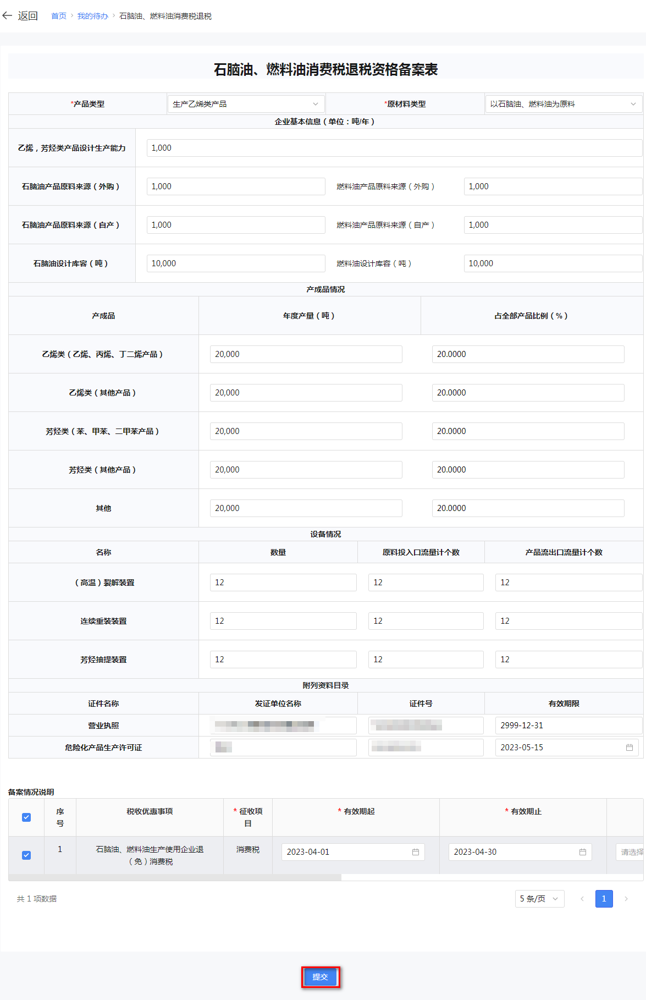 返回 首页 > 我的待办 > 石脑油、燃料油消费税退税
石脑油、燃料油消费税退税资格备案表
*产品类型 生产乙烯类产品 *原材料类型 以石脑油、燃料油为原料
企业基本信息（单位：吨/年）
乙烯，芳烃类产品设计生产能力 1,000
石脑油产品原料来源（外购） 1,000 燃料油产品原料来源（外购） 1,000
石脑油产品原料来源（自产） 1,000 燃料油产品原料来源（自产） 1,000
石脑油设计库容（吨） 10,000 燃料油设计库容（吨） 10,000
产成品情况
产成品 年度产量（吨） 占全部产品比例（%）
乙烯类（乙烯、丙烯、丁二烯产品） 20,000 20.0000
乙烯类（其他产品） 20,000 20.0000
芳烃类（苯、甲苯、二甲苯产品） 20,000 20.0000
芳烃类（其他产品） 20,000 20.0000
其他 20,000 20.0000
设备情况
名称 数量 原料投入口流量计个数 产品流出口流量计个数
（高温）裂解装置 12 12 12
连续重装装置 12 12 12
芳烃抽提装置 12 12 12
附列资料目录
证件名称 发证单位名称 证件号 有效期限
营业执照 2999-12-31
危险化产品生产许可证 2023-05-15
备案情况说明
序 税收优惠事项 * 征收项 * 有效期起 * 有效期止
号 目
1 石脑油、燃料油生产使用企业退 消费税 2023-04-01 2023-04-30 请选择
（免）消费税
共 1 项数据 5 条/页 < 1 >
提交